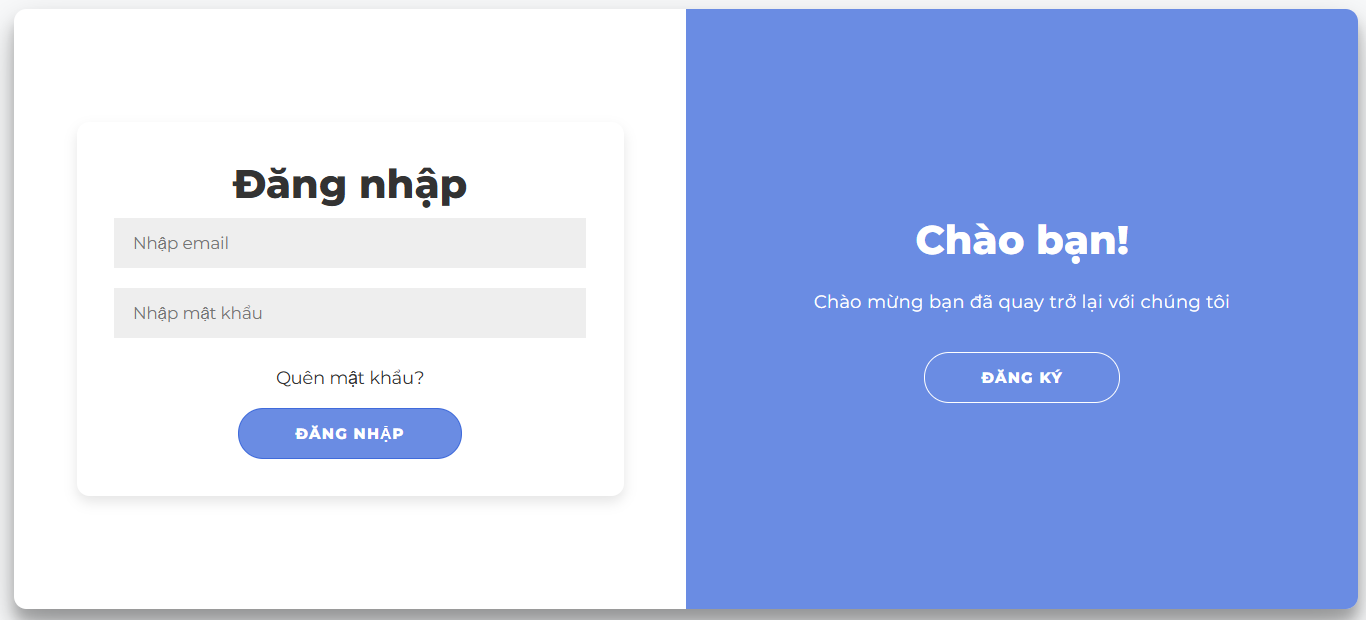 Đăng nhập
Nhập email
Nhập mật khẩu
Quên mật khẩu?
ĐĂNG NHẬP
Chào bạn!
Chào mừng bạn đã quay trở lại với chúng tôi
ĐĂNG KÝ